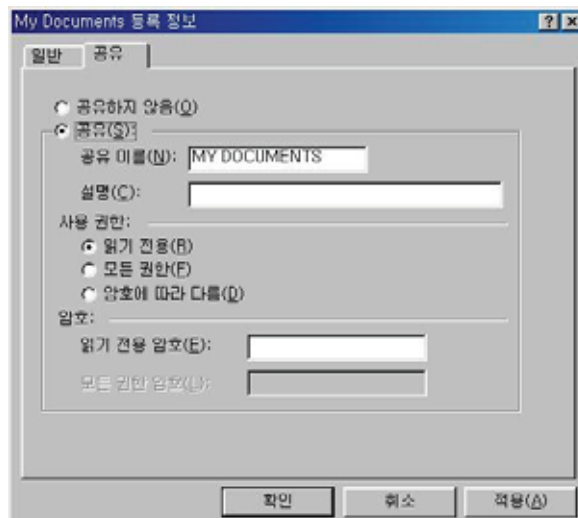 My Documents 등록 정보
일반 공유
공유하지 않음(O)
공유(S):
공유 이름(N): MY DOCUMENTS
설명(C):
사용 권한:
읽기 전용(R)
모든 권한(F)
암호에 따라 다름(D)
암호:
읽기 전용 암호(E):
모든 권한 암호(L):
확인 취소 적용(A)